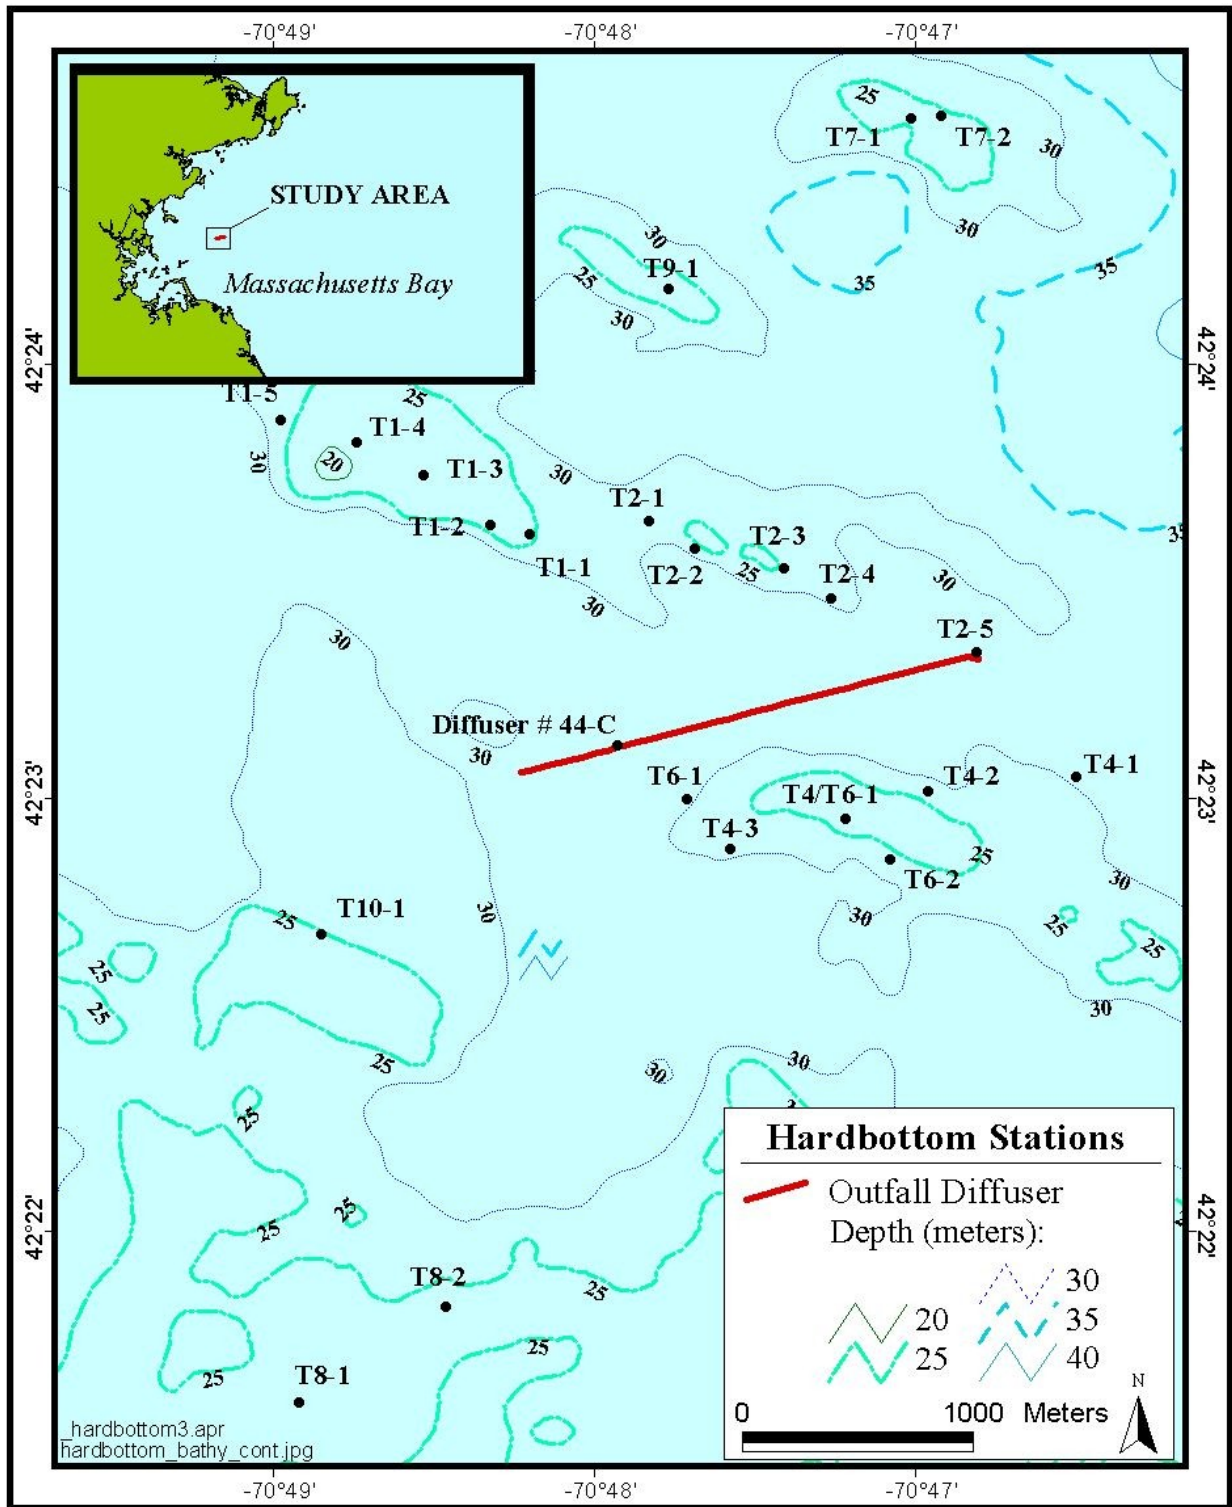 -70°49'
-70°48'
-70°47'
25
T7-1
T7-2
30
30
STUDY AREA
Massachusetts Bay
30
T9-1
25
30
35
35
42°24'
42°24'
T1-5
25
T1-4
20
T1-3
30
30
T1-2
T1-1
30
T2-1
T2-2
T2-3
25
T2-4
30
35
T2-5
30
Diffuser # 44-C
30
T6-1
T4/T6-1
T4-2
T4-1
42°23'
42°23'
T4-3
25
T6-2
30
30
25
T10-1
30
25
25
25
25
30
25
30
30
25
25
25
42°22'
42°22'
T8-2
25
25
25
T8-1
Hardbottom Stations
Outfall Diffuser
Depth (meters):
30
20
35
25
40
N
0
1000 Meters
_hardbottom3.apr
hardbottom_bathy_cont.jpg
-70°49'
-70°48'
-70°47'